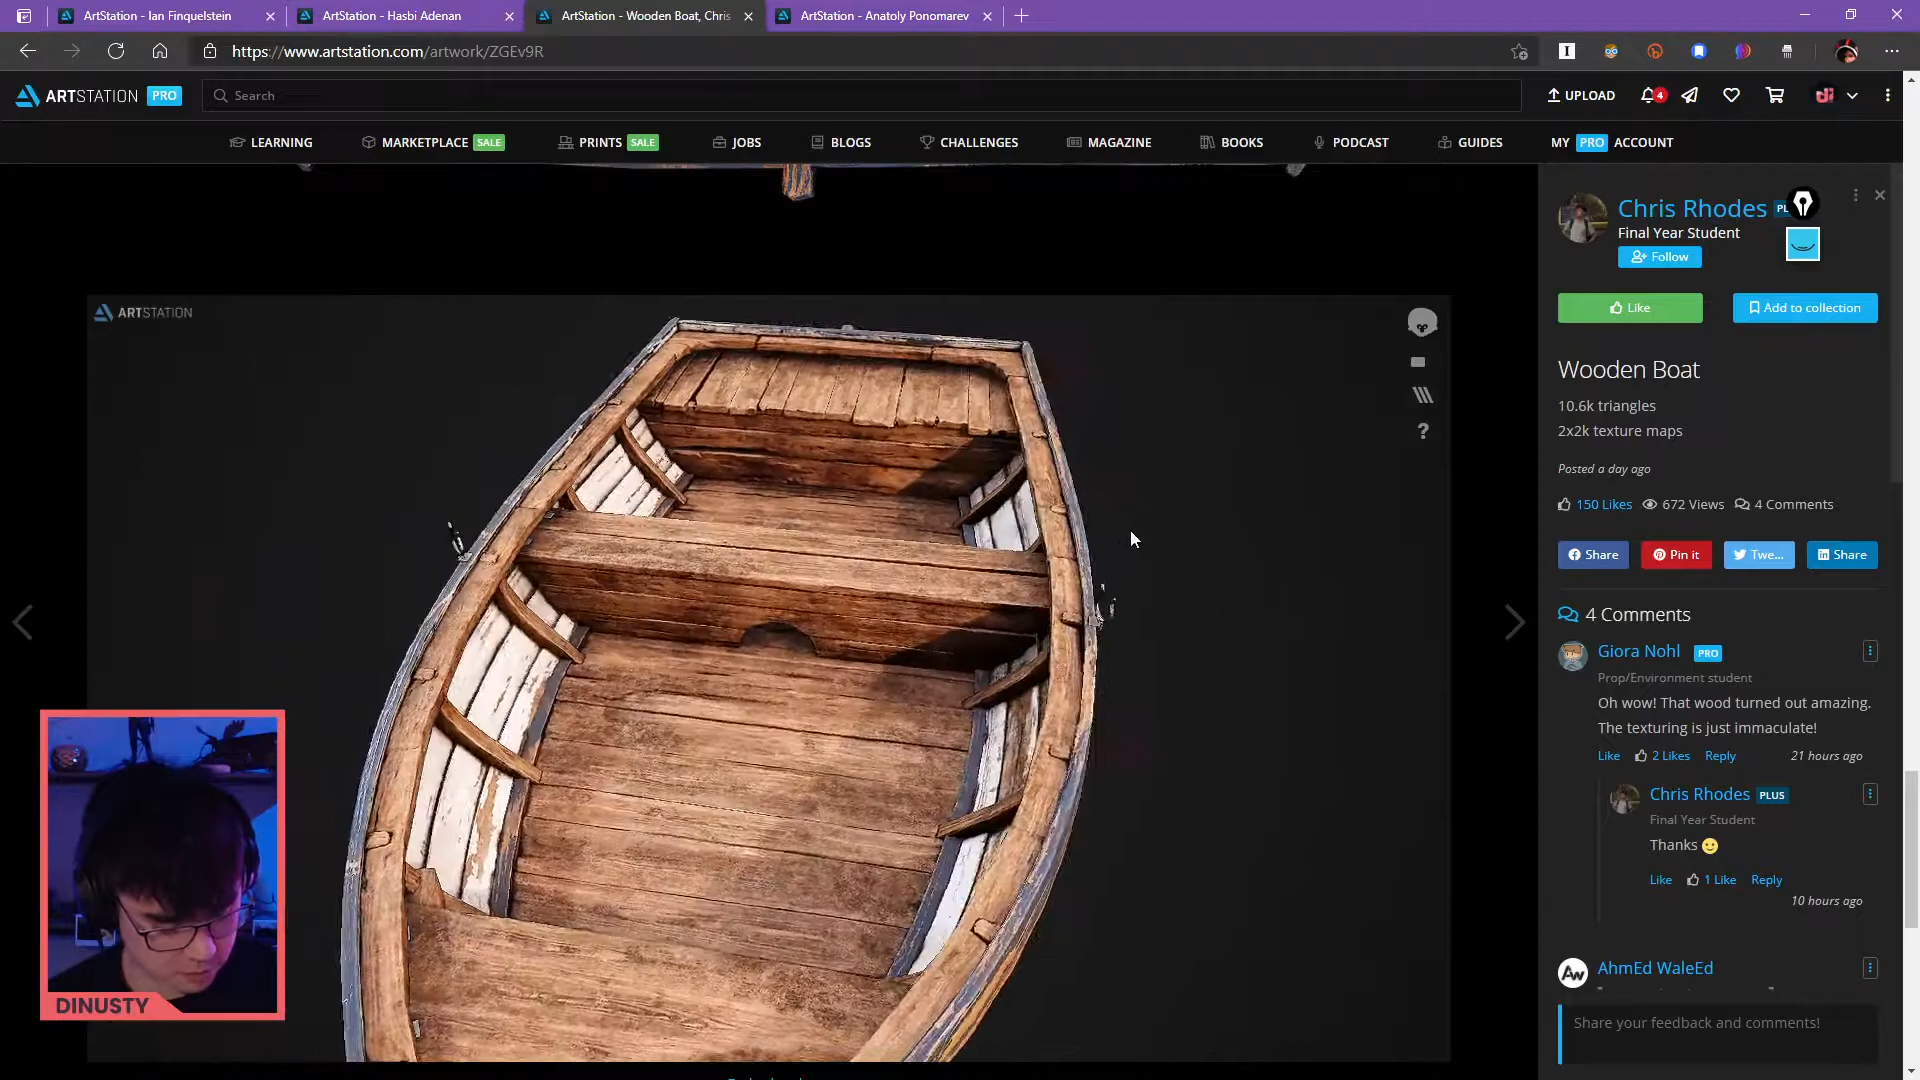 ArtStation - Ian Finquelstein
ArtStation - Hasbi Adenan
ArtStation - Wooden Boat, Chris
ArtStation - Anatoly Ponomarev
https://www.artstation.com/artwork/ZGEv9R
ARTSTATION PRO
Search
UPLOAD
4
LEARNING
MARKETPLACE SALE
PRINTS SALE
JOBS
BLOGS
CHALLENGES
MAGAZINE
BOOKS
PODCAST
GUIDES
MY PRO ACCOUNT
ARTSTATION
Chris Rhodes
Final Year Student
Follow
Like
Add to collection
Wooden Boat
10.6k triangles
2x2k texture maps
Posted a day ago
150 Likes 672 Views 4 Comments
Share
Pin it
Twe...
Share
4 Comments
Giora Nohl PRO
Prop/Environment student
Oh wow! That wood turned out amazing.
The texturing is just immaculate!
Like 2 Likes Reply 21 hours ago
Chris Rhodes PLUS
Final Year Student
Thanks
Like 1 Like Reply
10 hours ago
AhmEd WaleEd
Share your feedback and comments!
DINUSTY